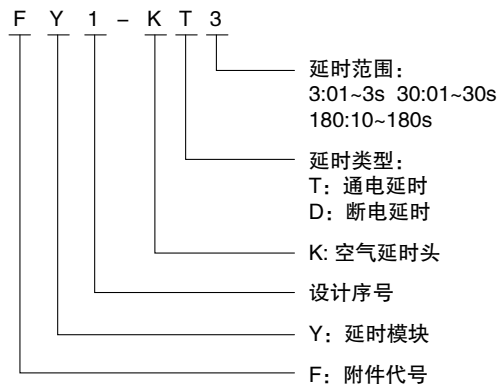 F Y 1 – K T 3
延时范围：
3:01~3s 30:01~30s
180:10~180s
延时类型：
T：通电延时
D：断电延时
K: 空气延时头
设计序号
Y：延时模块
F：附件代号